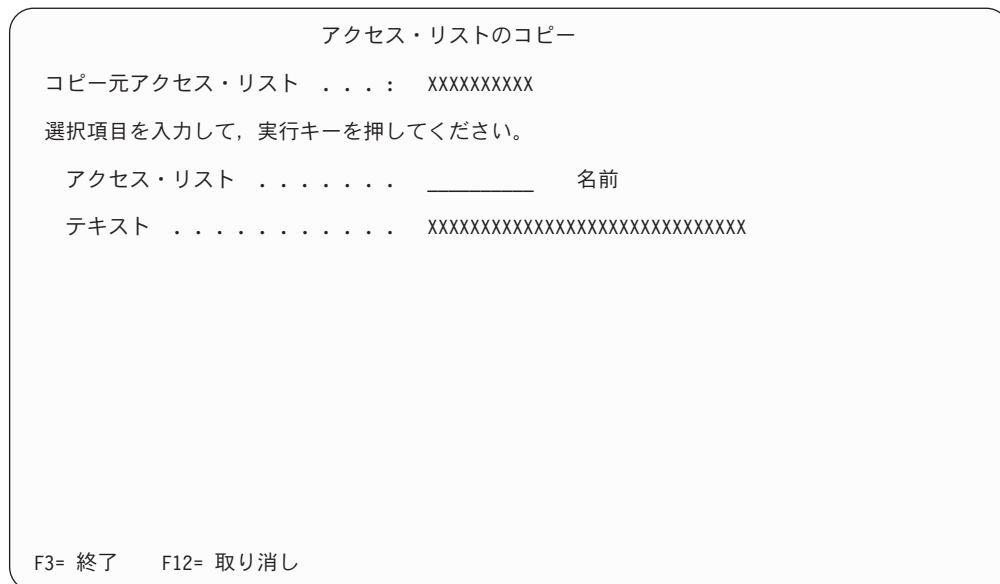 アクセス・リストのコピー
コピー元アクセス・リスト . . . : XXXXXXXXXX
選択項目を入力して，実行キーを押してください。
アクセス・リスト . . . . . . . __________ 名前
テキスト . . . . . . . . . . . XXXXXXXXXXXXXXXXXXXXXXXXXXXXXX
F3= 終了 F12= 取り消し